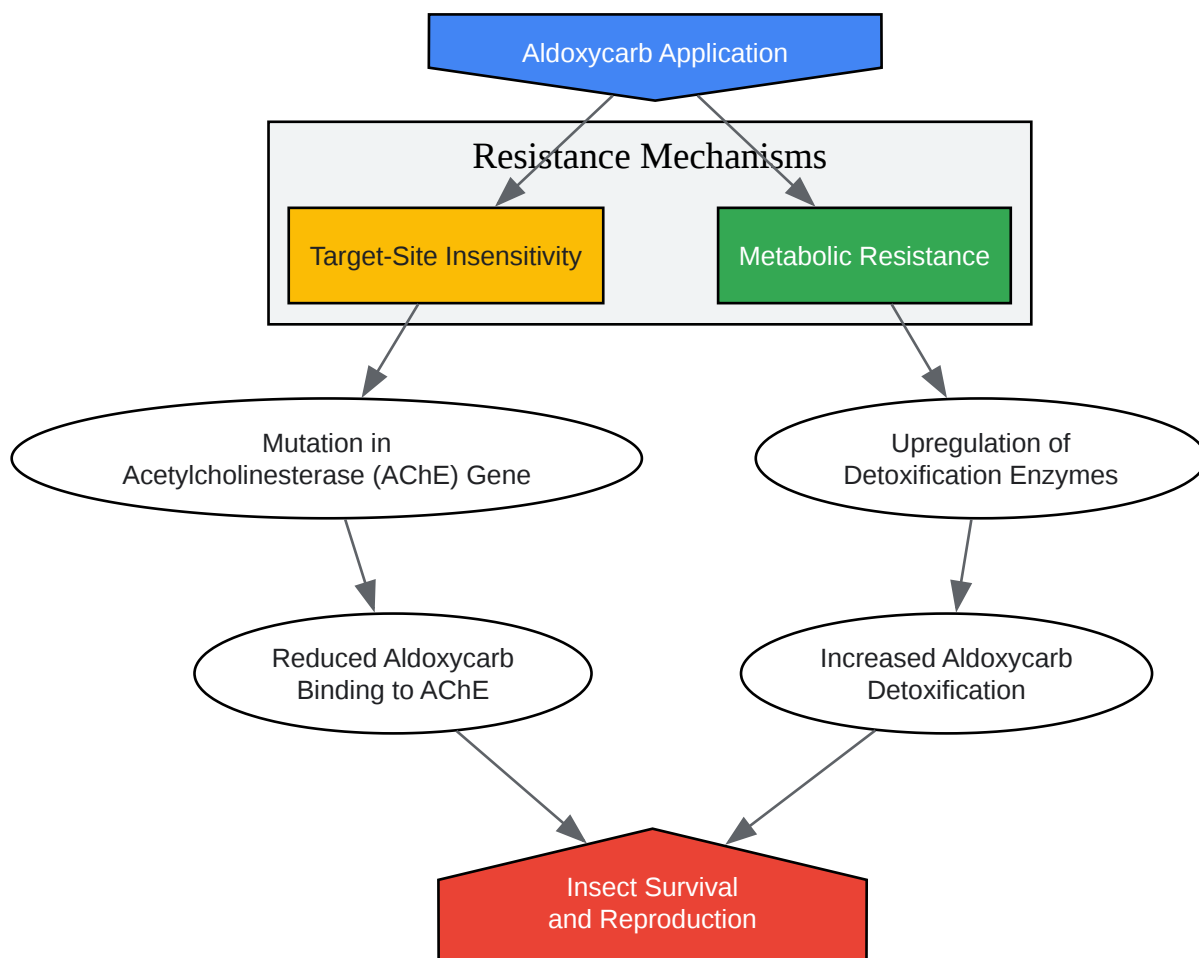 Aldoxycarb Application
Resistance Mechanisms
Target-Site Insensitivity
Metabolic Resistance
Mutation in
Acetylcholinesterase (AChE) Gene
Upregulation of
Detoxification Enzymes
Reduced Aldoxycarb
Binding to AChE
Increased Aldoxycarb
Detoxification
Insect Survival
and Reproduction